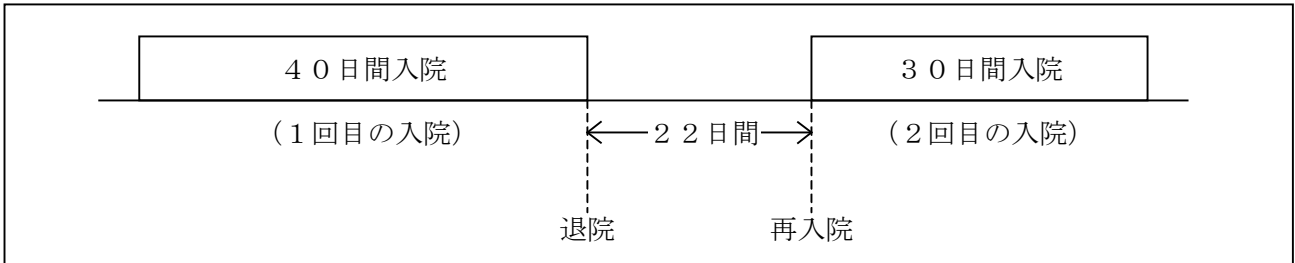 ４０日間入院 ３０日間入院
（１回目の入院） ２２日間 （２回目の入院）
退院 再入院